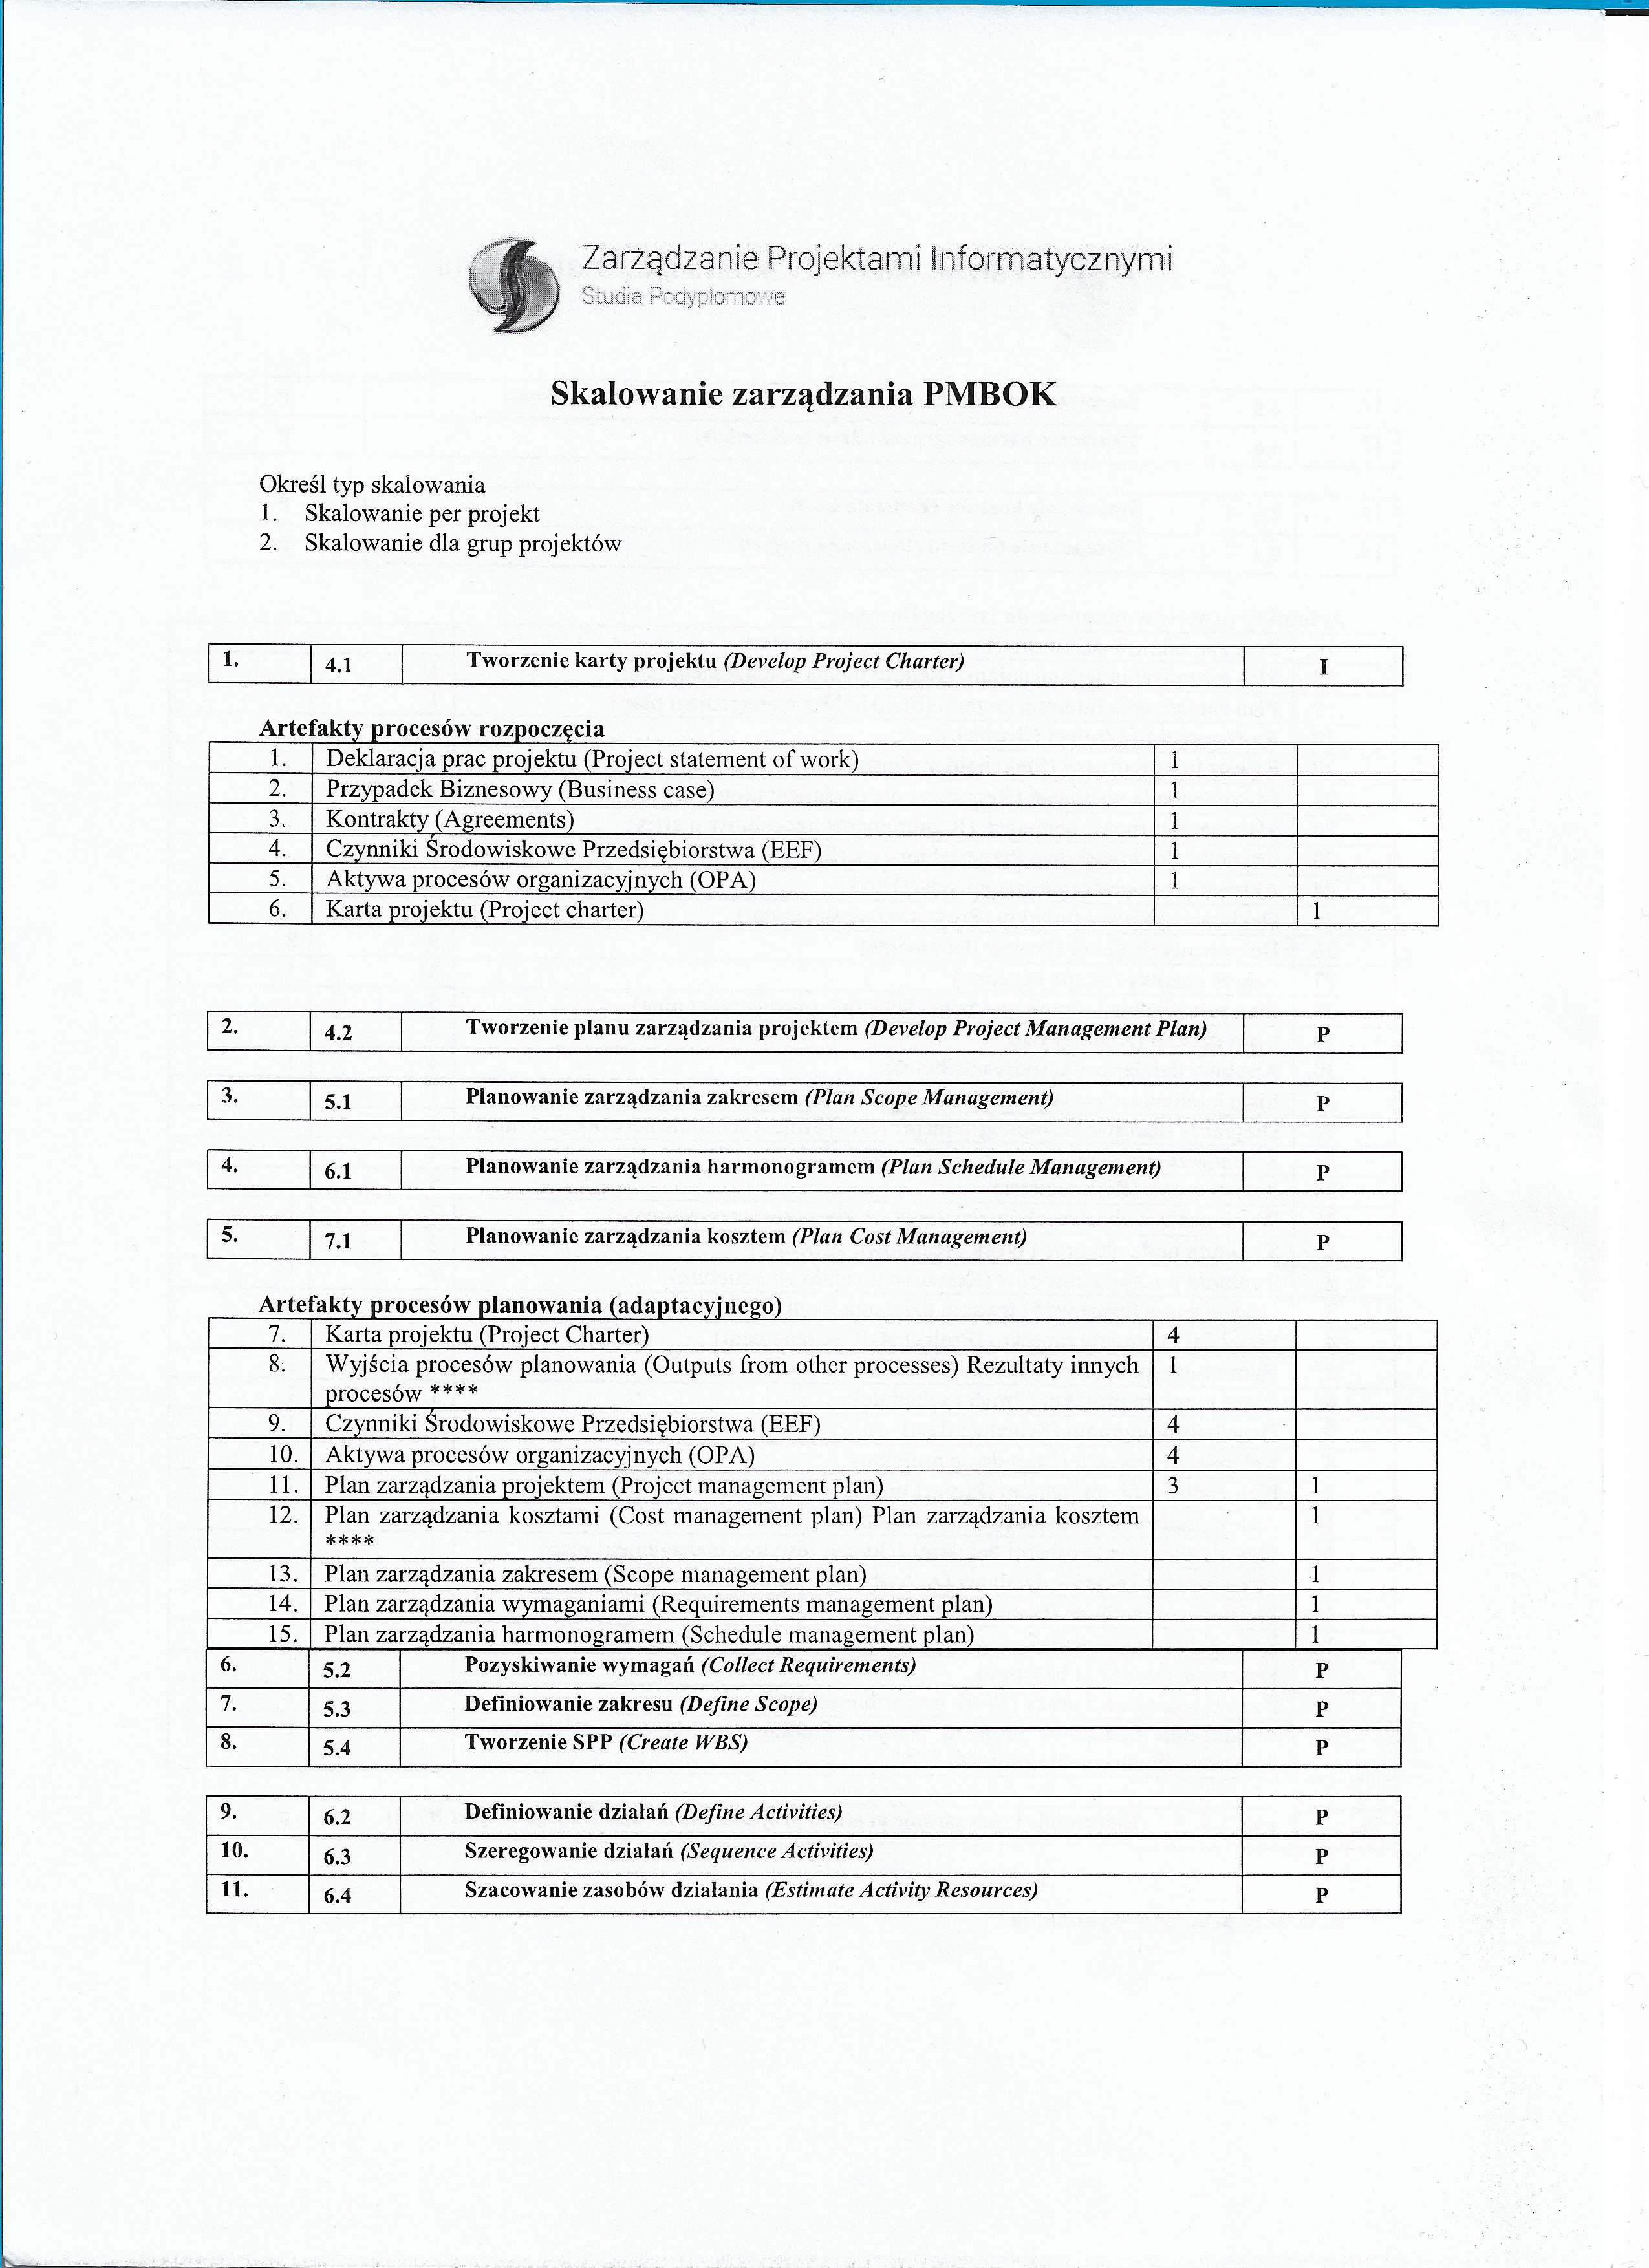 Zarządzanie Projektami Informatycznymi
Studia Podyplomowe
Skalowanie zarządzania PMBOK
Określ typ skalowania
1. Skalowanie per projekt
2. Skalowanie dla grup projektów
1. 4.1 Tworzenie karty projektu (Develop Project Charter) I
Artefakty procesów rozpoczęcia
1. Deklaracja prac projektu (Project statement of work) 1
2. Przypadek Biznesowy (Business case) 1
3. Kontrakty (Agreements) 1
4. Czynniki Środowiskowe Przedsiębiorstwa (EEF) 1
5. Aktywa procesów organizacyjnych (OPA) 1
6. Karta projektu (Project charter) 1
2. 4.2 Tworzenie planu zarządzania projektem (Develop Project Management Plan) P
3. 5.1 Planowanie zarządzania zakresem (Plan Scope Management) P
4. 6.1 Planowanie zarządzania harmonogramem (Plan Schedule Management) P
5. 7.1 Planowanie zarządzania kosztem (Plan Cost Management) P
Artefakty procesów planowania (adaptacyjnego)
7. Karta projektu (Project Charter) 4
8. Wyjścia procesów planowania (Outputs from other processes) Rezultaty innych 1
procesów ****
9. Czynniki Środowiskowe Przedsiębiorstwa (EEF) 4
10. Aktywa procesów organizacyjnych (OPA) 4
11. Plan zarządzania projektem (Project management plan) 3 1
12. Plan zarządzania kosztami (Cost management plan) Plan zarządzania kosztem 1
****
13. Plan zarządzania zakresem (Scope management plan) 1
14. Plan zarządzania wymaganiami (Requirements management plan) 1
15. Plan zarządzania harmonogramem (Schedule management plan) 1
6. 5.2 Pozyskiwanie wymagań (Collect Requirements) P
7. 5.3 Definiowanie zakresu (Define Scope) P
8. 5.4 Tworzenie SPP (Create WBS) P
9. 6.2 Definiowanie działań (Define Activities) P
10. 6.3 Szeregowanie działań (Sequence Activities) P
11. 6.4 Szacowanie zasobów działania (Estimate Activity Resources) P